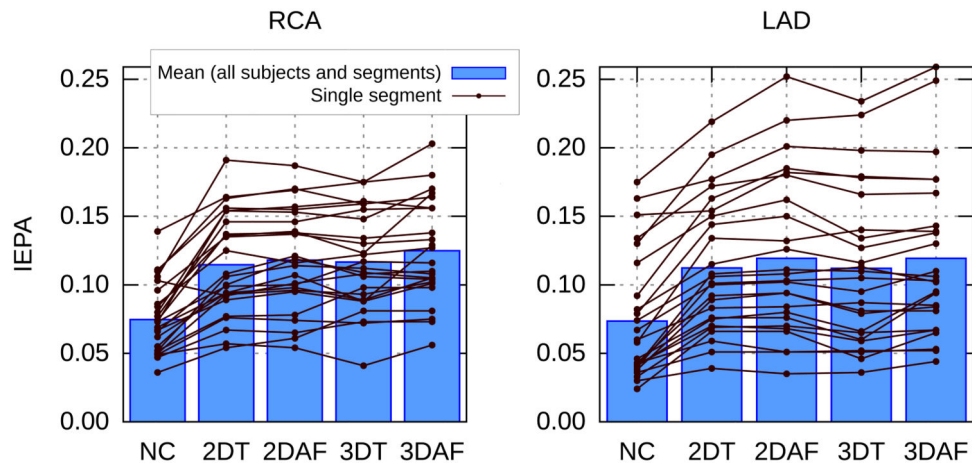 RCA
LAD
Mean (all subjects and segments)
Single segment
IEPA
0.25
0.20
0.15
0.10
0.05
0.00
NC 2DT 2DAF 3DT 3DAF
0.25
0.20
0.15
0.10
0.05
0.00
NC 2DT 2DAF 3DT 3DAF